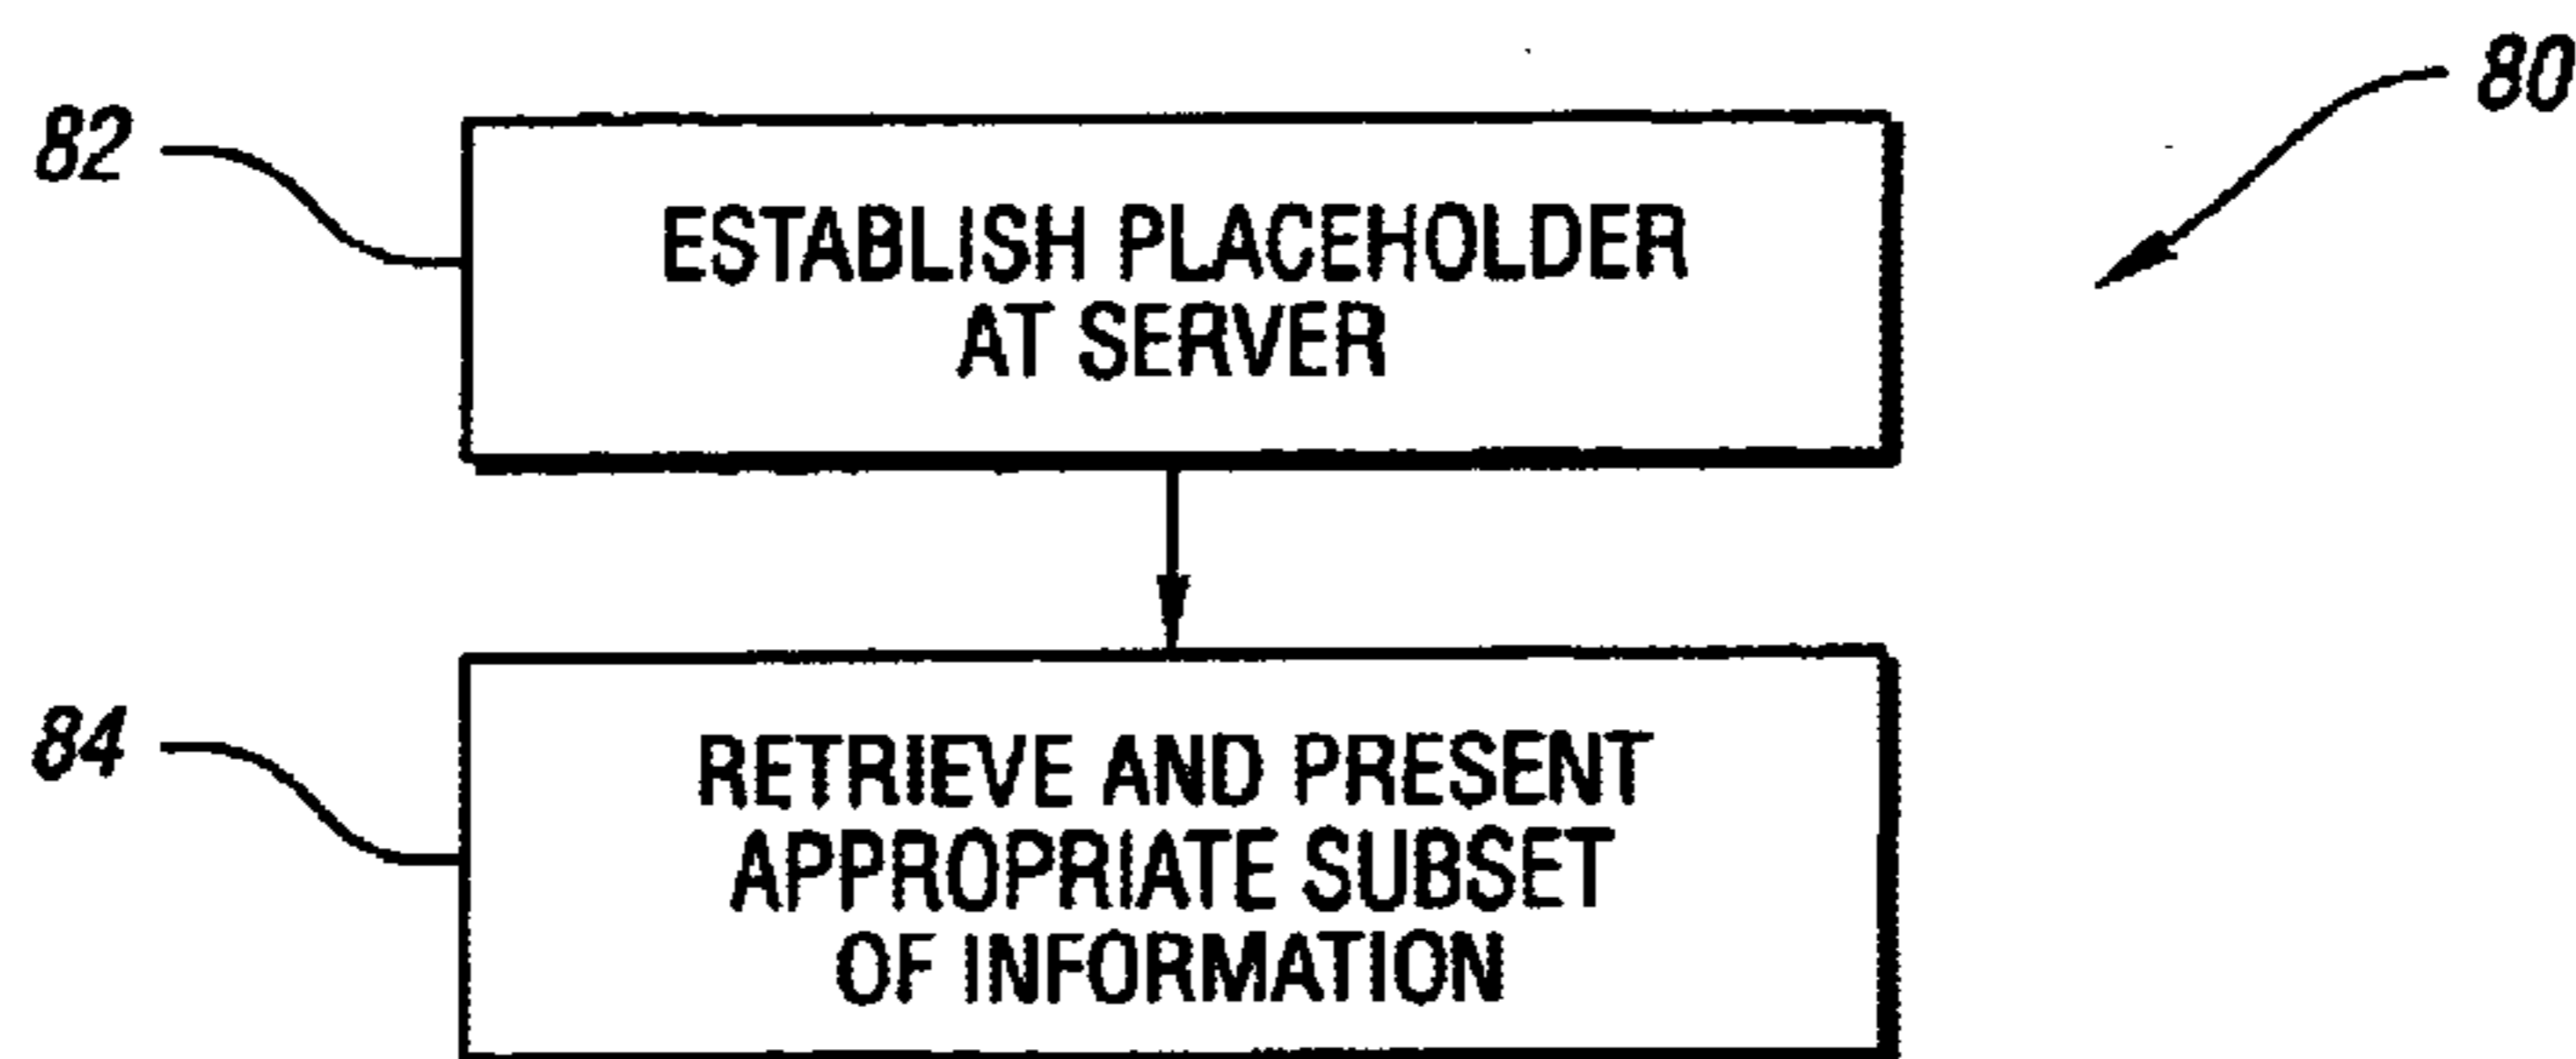 80
82
ESTABLISH PLACEHOLDER
AT SERVER
84
RETRIEVE AND PRESENT
APPROPRIATE SUBSET
OF INFORMATION